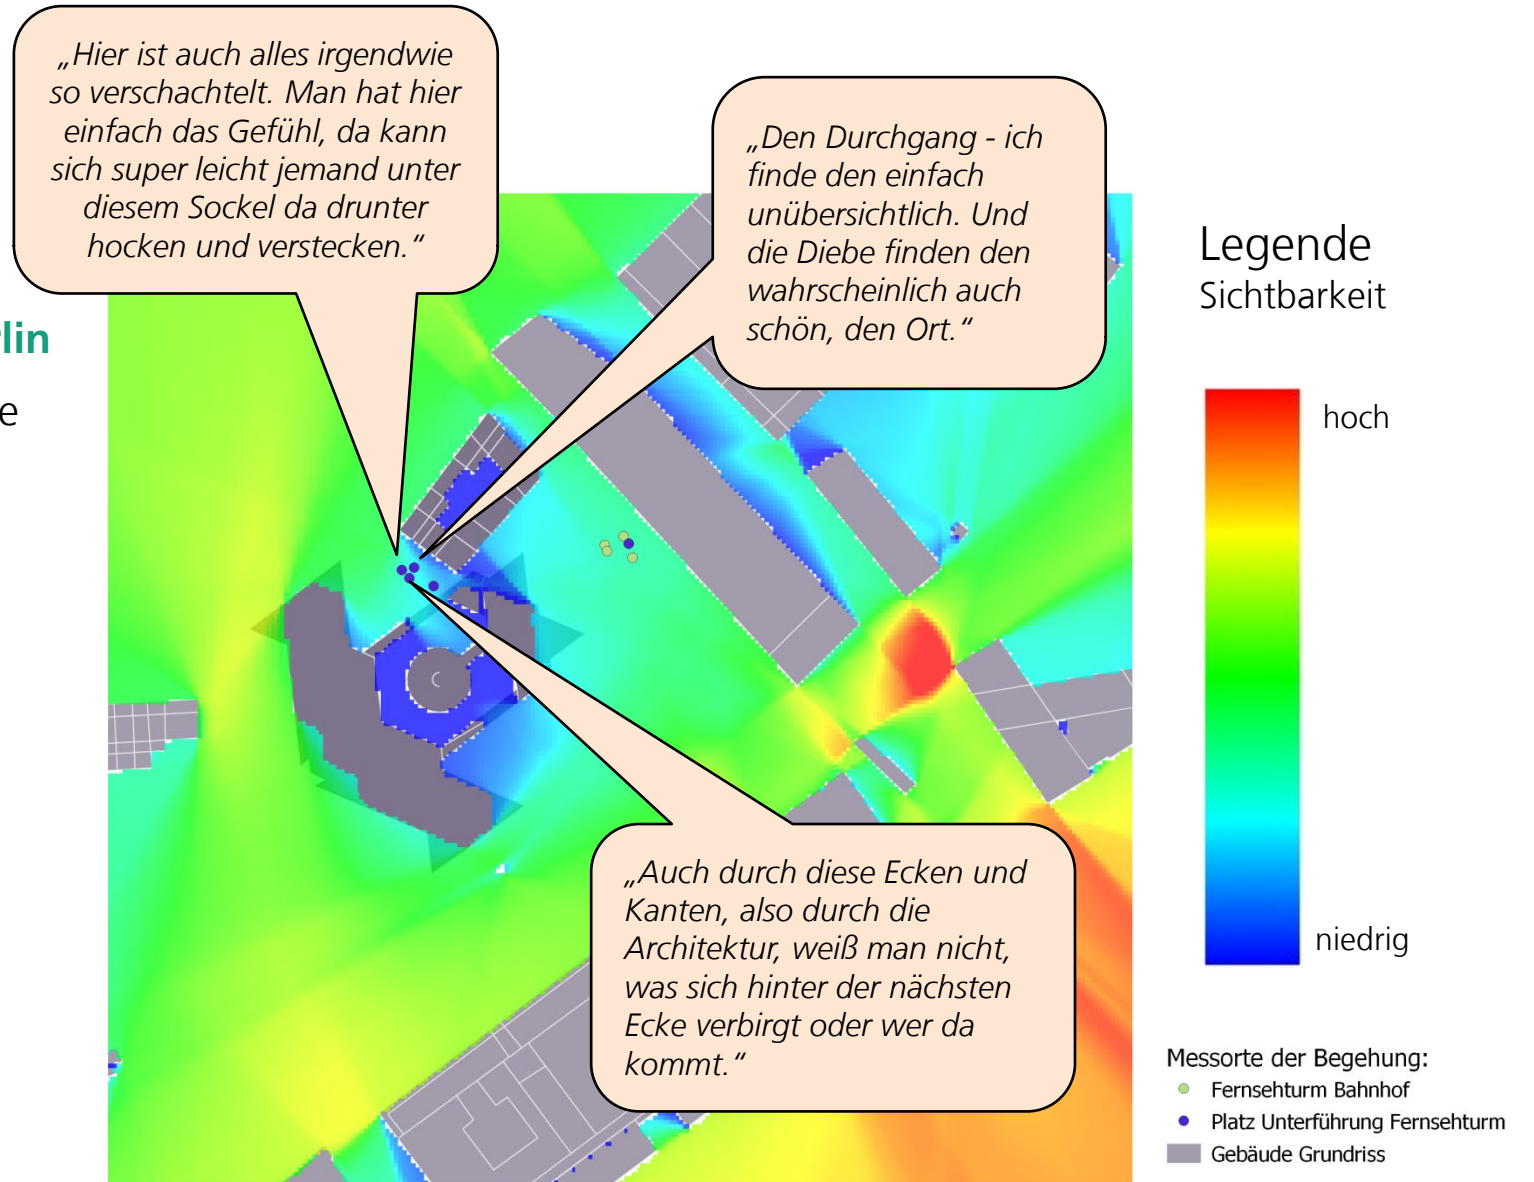 „Hier ist auch alles irgendwie
so verschachtelt. Man hat hier
einfach das Gefühl, da kann
sich super leicht jemand unter
diesem Sockel da drunter
hocken und verstecken.“
„Den Durchgang - ich
finde den einfach
unübersichtlich. Und
die Diebe finden den
wahrscheinlich auch
schön, den Ort.“
Legende
Sichtbarkeit
hoch
niedrig
lin
e
„Auch durch diese Ecken und
Kanten, also durch die
Architektur, weiß man nicht,
was sich hinter der nächsten
Ecke verbirgt oder wer da
kommt.“
Messorte der Begehung:
Fernsehturm Bahnhof
Platz Unterführung Fernsehturm
Gebäude Grundriss